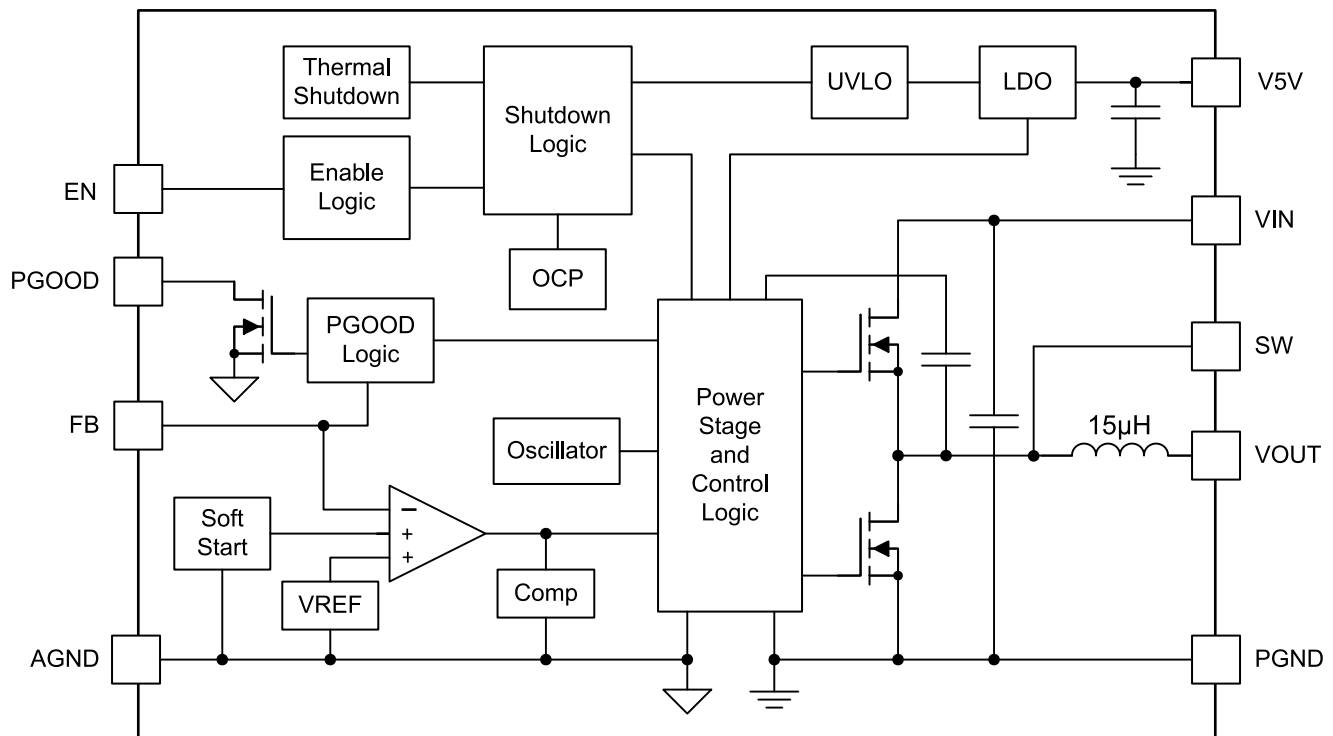 Thermal
Shutdown
Shutdown
Logic
UVLO
LDO
V5V
EN
Enable
Logic
VIN
PGOOD
OCP
PGOOD
Logic
SW
FB
Oscillator
Power
Stage
and
Control
Logic
15µH
VOUT
Soft
Start
−
+
+
VREF
Comp
AGND
PGND